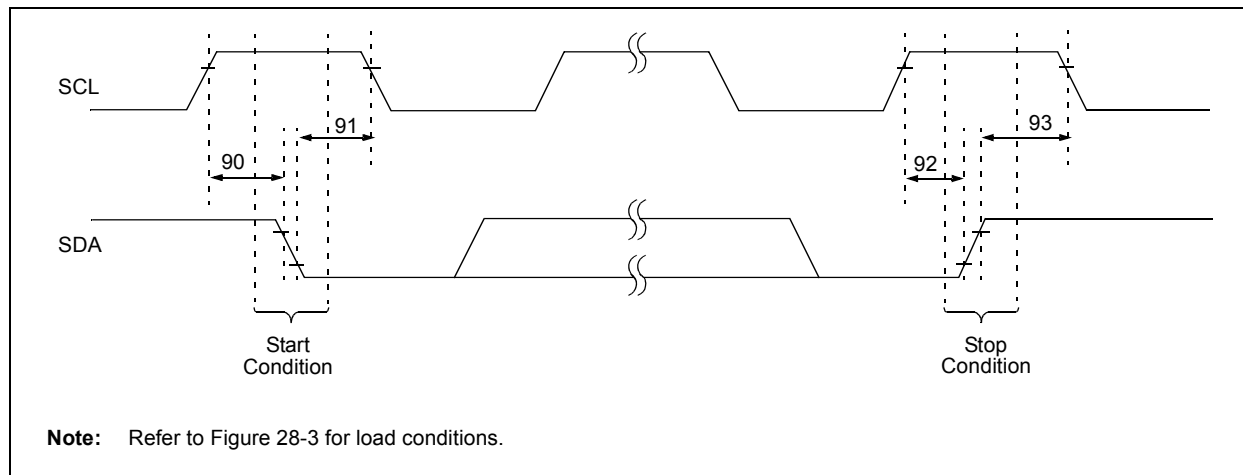 SCL
91
93
90
92
SDA
Start
Condition
Stop
Condition
Note: Refer to Figure 28-3 for load conditions.